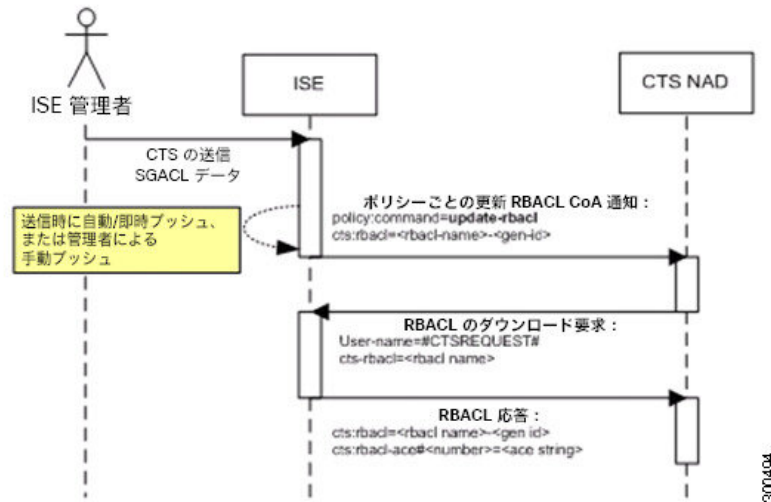 ISE 管理者
ISE
CTS NAD
CTS の送信
SGACL データ
送信時に自動/即時プッシュ、
または管理者による
手動プッシュ
ポリシーごとの更新 RBACL CoA 通知：
policy:command=update-rbacl
cts:rbacl=<rbacl-name>-<gen-id>
RBACL のダウンロード要求：
User-name=#CTSREQUEST#
cts-rbacl=<rbacl name>
RBACL 応答：
cts:rbacl=<rbacl name>-<gen id>
cts:rbacl-ace#<number>=<ace string>
300494